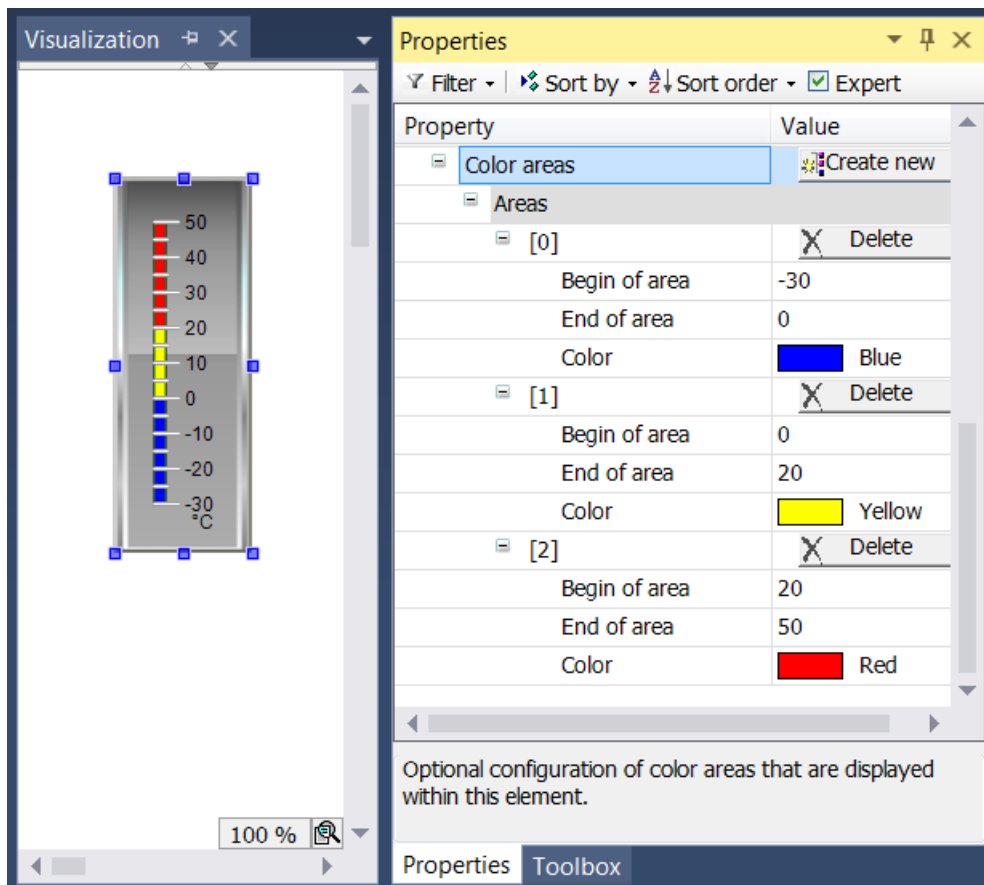 Visualization
50
40
30
20
10
0
-10
-20
-30
°C
100 %
Properties
Filter Sort by Sort order Expert
Property Value
Color areas Create new
Areas
[0] Delete
Begin of area -30
End of area 0
Color Blue
[1] Delete
Begin of area 0
End of area 20
Color Yellow
[2] Delete
Begin of area 20
End of area 50
Color Red
Optional configuration of color areas that are displayed
within this element.
Properties Toolbox